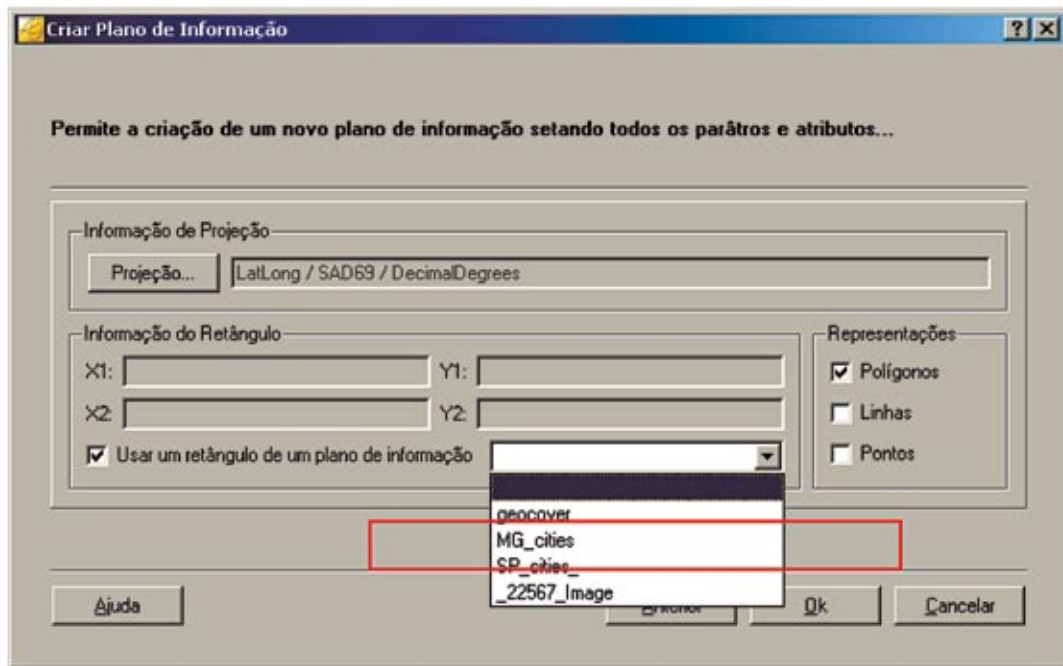 Criar Plano de Informação
Permite a criação de um novo plano de informação setando todos os parâtros e atributos...
Informação de Projeção
Projeção... LatLong / SAD69 / DecimalDegrees
Informação do Retângulo
X1: Y1:
X2: Y2:
Usar um retângulo de um plano de informação
Representações
Polígonos
Linhas
Pontos
geocover
MG_cities
SP_cities_
_22567_Image
Ajuda Anterior Ok Cancelar